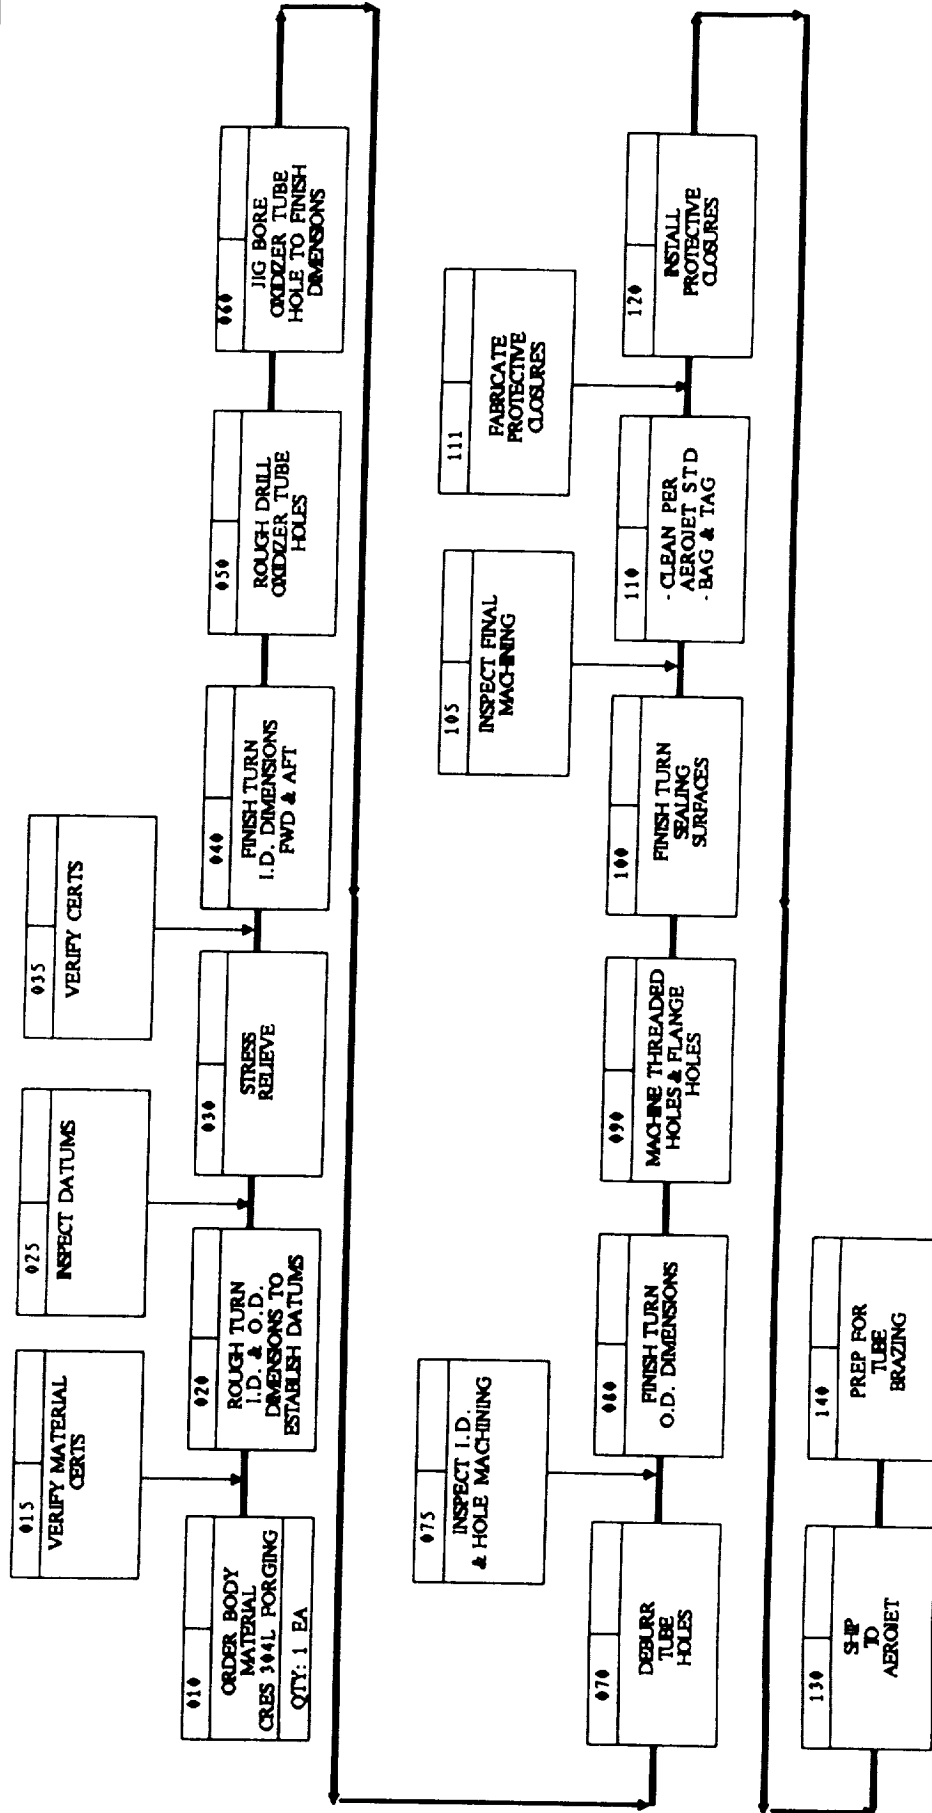 015
VERIFY MATERIAL
CERTS
025
INSPECT DATUMS
035
VERIFY CERTS
010
ORDER BODY
MATERIAL
CRES 304L FORGING
QTY: 1 EA
020
ROUGH TURN
I.D. & O.D.
DIMENSIONS TO
ESTABLISH DATUMS
030
STRESS
RELIEVE
040
FINISH TURN
I.D. DIMENSIONS
FWD & AFT
050
ROUGH DRILL
OXIDIZER TUBE
HOLES
060
JIG BORE
OXIDIZER TUBE
HOLE TO FINISH
DIMENSIONS
075
INSPECT I.D.
& HOLE MACHINING
105
INSPECT FINAL
MACHINING
111
FABRICATE
PROTECTIVE
CLOSURES
070
DEBURR
TUBE
HOLES
080
FINISH TURN
O.D. DIMENSIONS
090
MACHINE THREADED
HOLES & FLANGE
HOLES
100
FINISH TURN
SEALING
SURFACES
110
- CLEAN PER
AEROJET STD
- BAG & TAG
120
INSTALL
PROTECTIVE
CLOSURES
130
SHIP
TO
AEROJET
140
PREP FOR
TUBE
BRAZING